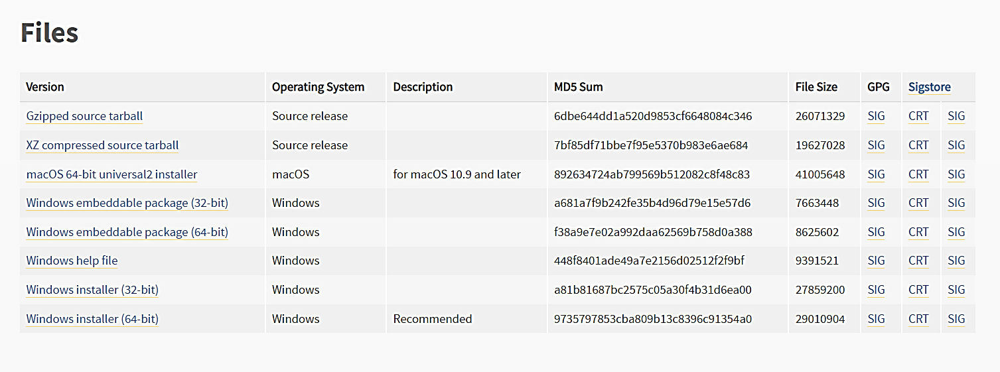 Files
Version Operating System Description MD5 Sum File Size GPG Sigstore
Gzipped source tarball Source release 6dbe644dd1a520d9853cf6648084c346 26071329 SIG CRT SIG
XZ compressed source tarball Source release 7bf85df71bbe7f95e5370b983e6ae684 19627028 SIG CRT SIG
macOS 64-bit universal2 installer macOS for macOS 10.9 and later 892634724ab799569b512082c8f48c83 41005648 SIG CRT SIG
Windows embeddable package (32-bit) Windows a681a7f9b242fe35b4d96d79e15e57d6 7663448 SIG CRT SIG
Windows embeddable package (64-bit) Windows f38a9e7e02a992daa62569b758d0a388 8625602 SIG CRT SIG
Windows help file Windows 448f8401ade49a7e2156d02512f2f9bf 9391521 SIG CRT SIG
Windows installer (32-bit) Windows a81b81687bc2575c05a30f4b31d6ea00 27859200 SIG CRT SIG
Windows installer (64-bit) Windows Recommended 9735797853cba809b13c8396c91354a0 29010904 SIG CRT SIG